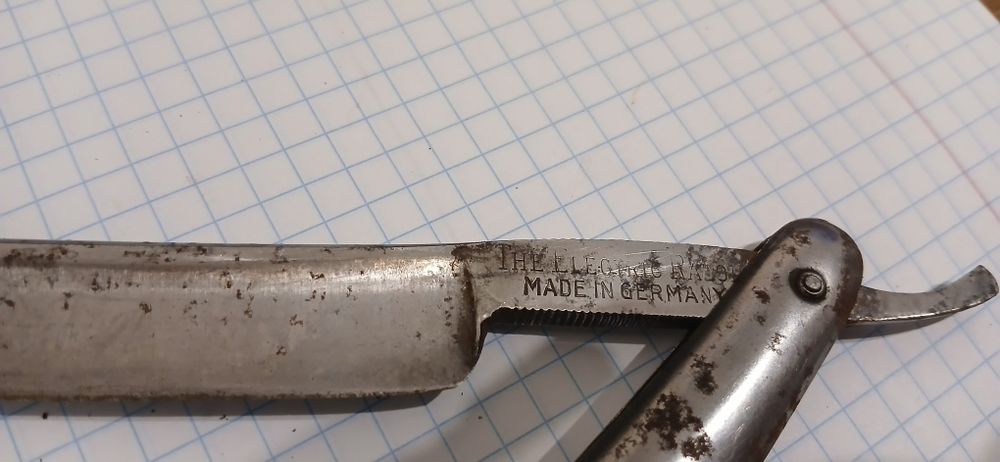 THE ELECTRIC
MADE IN GERMANY